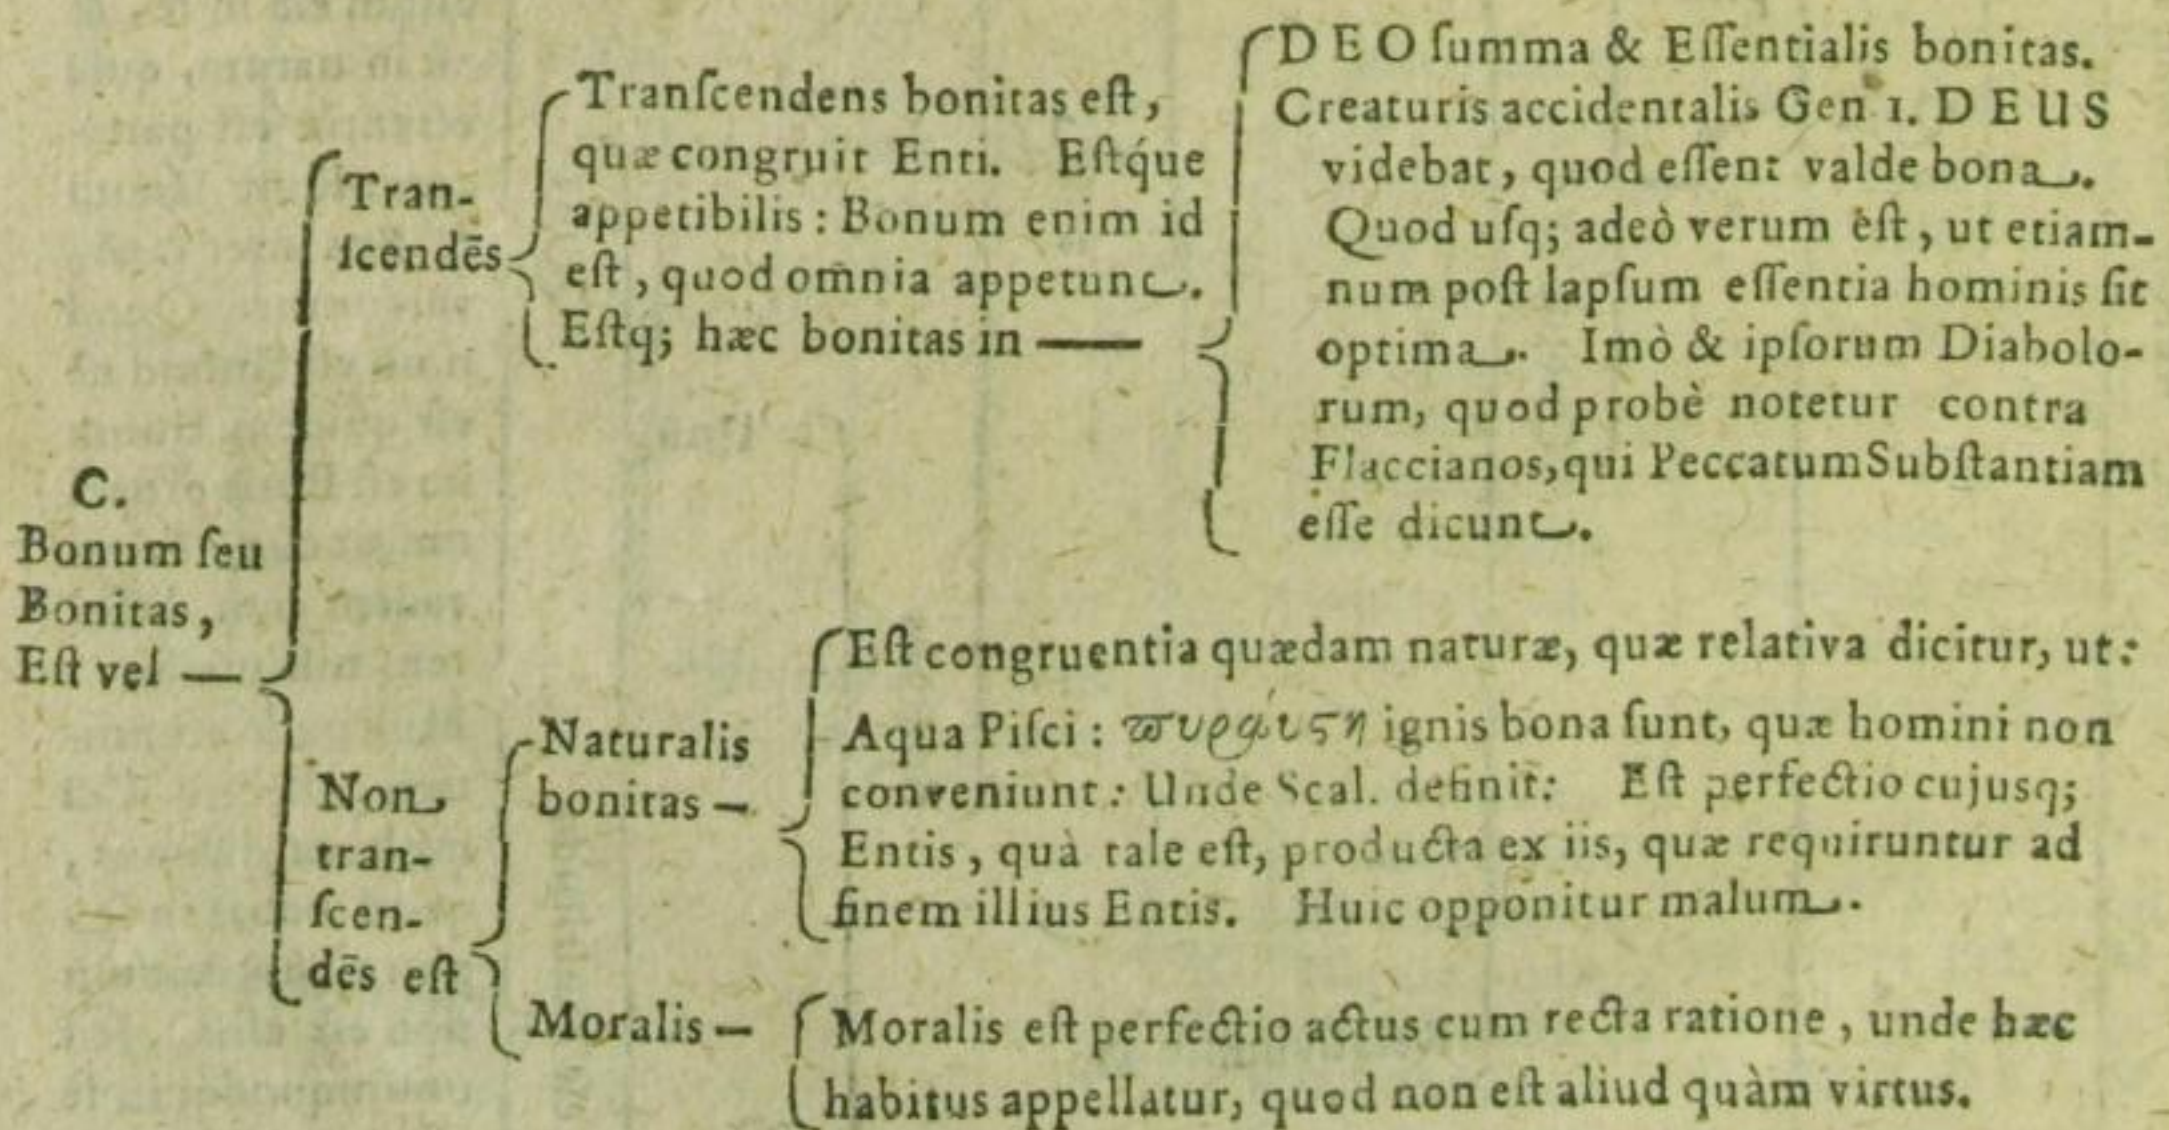 C.
Bonum ſeu
Bonitas,
Eſt vel —
Tran-
ſcendēs
Tranſcendens bonitas eſt,
quæ congruit Enti. Eſtq́ue
appetibilis: Bonum enim id
eſt, quod omnia appetunt.
Eſtq; hæc bonitas in —
DEO ſumma & Eſſentialis bonitas.
Creaturis accidentalis Gen 1. DEUS
videbat, quod eſſent valde bona.
Quod uſq; adeò verum eſt, ut etiam-
num poſt lapſum eſſentia hominis ſit
optima. Imò & ipſorum Diabolo-
rum, quod probè notetur contra
Flaccianos, qui Peccatum Subſtantiam
eſſe dicunt.
Non
tran-
ſcen-
dēs eſt
Naturalis
bonitas —
Eſt congruentia quædam naturæ, quæ relativa dicitur, ut:
Aqua Piſci: ignis bona ſunt, quæ homini non
conveniunt: Unde Scal. definit: Eſt perfectio cujusq;
Entis, quà tale eſt, producta ex iis, quæ requiruntur ad
finem illius Entis. Huic opponitur malum.
Moralis —
Moralis eſt perfectio actus cum recta ratione, unde hæc
habitus appellatur, quod non eſt aliud quàm virtus.